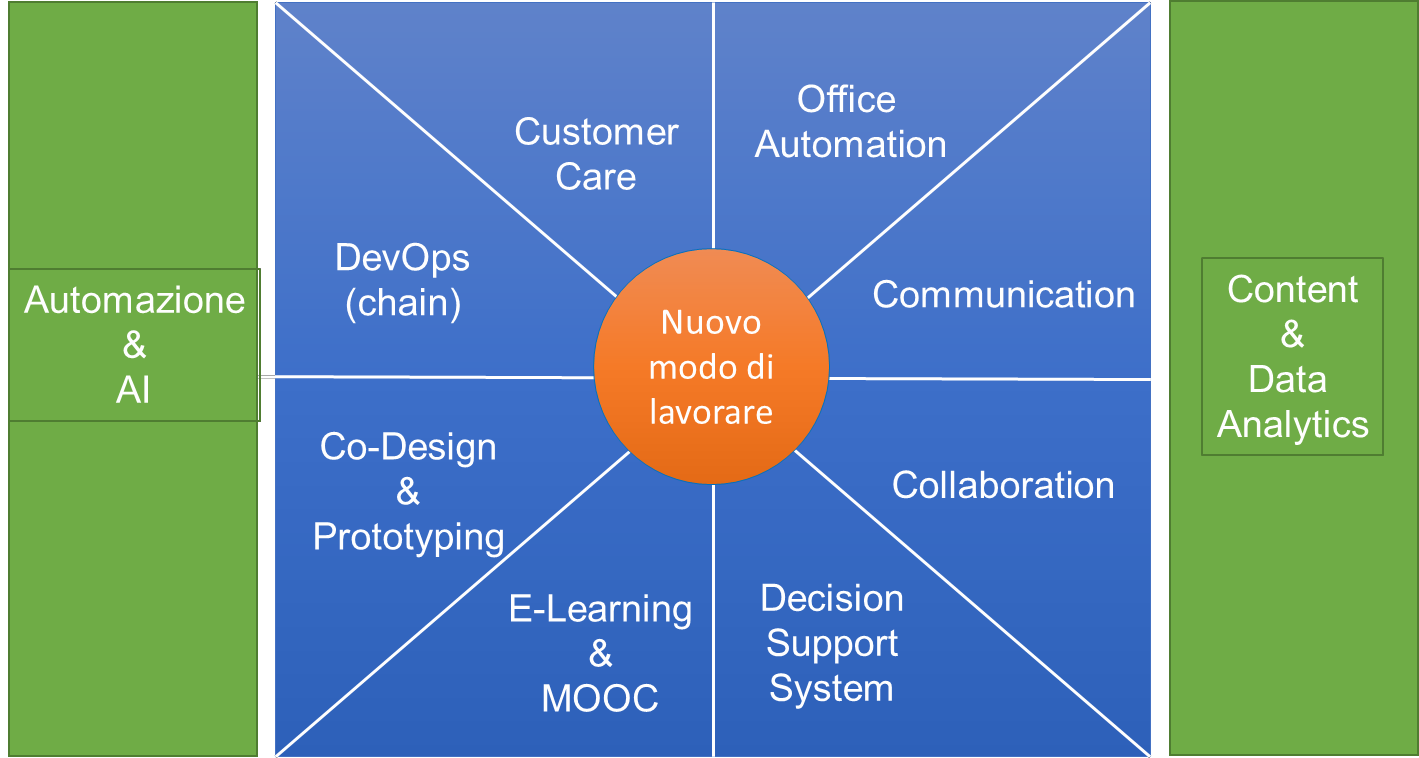 Automazione
&
AI
Customer
Care
Office
Automation
DevOps
(chain)
Communication
Nuovo
modo di
lavorare
Co-Design
&
Prototyping
Collaboration
E-Learning
&
MOOC
Decision
Support
System
Content
&
Data
Analytics